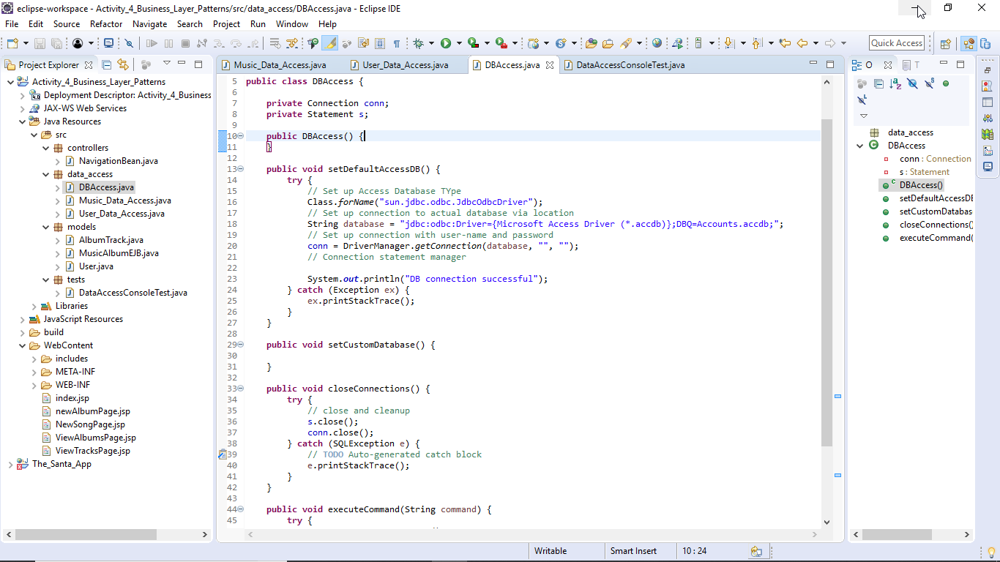 eclipse-workspace - Activity_4_Business_Layer_Patterns/src/data_access/DBAccess.java - Eclipse IDE
File Edit Source Refactor Navigate Search Project Run Window Help
Quick Access
Project Explorer
Activity_4_Business_Layer_Patterns
Deployment Descriptor: Activity_4_Business
JAX-WS Web Services
Java Resources
src
controllers
NavigationBean.java
data_access
DBAccess.java
Music_Data_Access.java
User_Data_Access.java
models
AlbumTrack.java
MusicAlbumEJB.java
User.java
tests
DataAccessConsoleTest.java
Libraries
JavaScript Resources
build
WebContent
includes
META-INF
WEB-INF
index.jsp
newAlbumPage.jsp
NewSongPage.jsp
ViewAlbumsPage.jsp
ViewTracksPage.jsp
The_Santa_App
Music_Data_Access.java User_Data_Access.java DBAccess.java DataAccessConsoleTest.java
5 public class DBAccess {
6
7 private Connection conn;
8 private Statement s;
9
10 public DBAccess() {
11 }
12
13 public void setDefaultAccessDB() {
14 try {
15 // Set up Access Database TYpe
16 Class.forName("sun.jdbc.odbc.JdbcOdbcDriver");
17 // Set up connection to actual database via location
18 String database = "jdbc:odbc:Driver={Microsoft Access Driver (*.accdb)};DBQ=Accounts.accdb;";
19 // Set up connection with user-name and password
20 conn = DriverManager.getConnection(database, "", "");
21 // Connection statement manager
22
23 System.out.println("DB connection successful");
24 } catch (Exception ex) {
25 ex.printStackTrace();
26 }
27 }
28
29 public void setCustomDatabase() {
30
31 }
32
33 public void closeConnections() {
34 try {
35 // close and cleanup
36 s.close();
37 conn.close();
38 } catch (SQLException e) {
39 // TODO Auto-generated catch block
40 e.printStackTrace();
41 }
42 }
43
44 public void executeCommand(String command) {
45 try {
O T
data_access
DBAccess
conn : Connection
s : Statement
DBAccess()
setDefaultAccessDB
setCustomDatabas
closeConnections()
executeCommand(
Writable Smart Insert 10 : 24